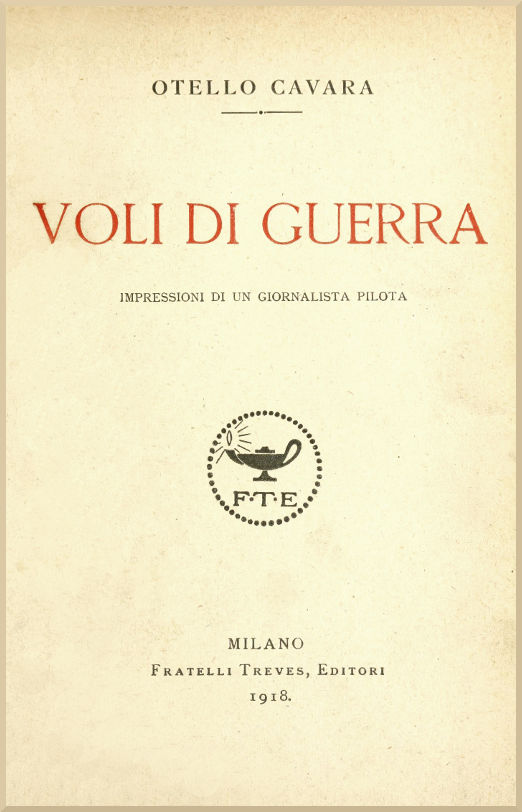 OTELLO CAVARA
VOLI DI GUERRA
IMPRESSIONI DI UN GIORNALISTA PILOTA
F·T·E
MILANO
FRATELLI TREVES, EDITORI
1918.